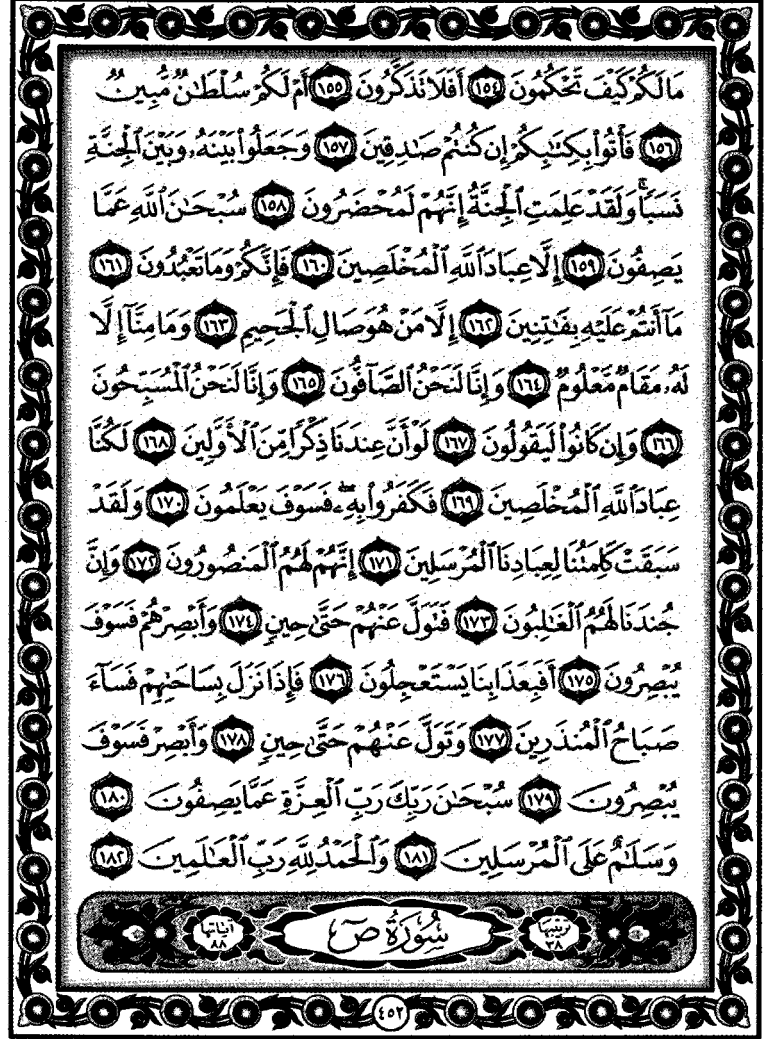 مَا لَكُمْ كَيْفَ تَحْكُمُونَ ١٥٤ أَفَلَا تَذَكَّرُونَ ١٥٥ أَمْ لَكُمْ سُلْطَـٰنٌ مُّبِينٌ
١٥٦ فَأْتُوا۟ بِكِتَـٰبِكُمْ إِن كُنتُمْ صَـٰدِقِينَ ١٥٧ وَجَعَلُوا۟ بَيْنَهُۥ وَبَيْنَ ٱلْجِنَّةِ
نَسَبًا ۚ وَلَقَدْ عَلِمَتِ ٱلْجِنَّةُ إِنَّهُمْ لَمُحْضَرُونَ ١٥٨ سُبْحَـٰنَ ٱللَّهِ عَمَّا
يَصِفُونَ ١٥٩ إِلَّا عِبَادَ ٱللَّهِ ٱلْمُخْلَصِينَ ١٦٠ فَإِنَّكُمْ وَمَا تَعْبُدُونَ ١٦١
مَآ أَنتُمْ عَلَيْهِ بِفَـٰتِنِينَ ١٦٢ إِلَّا مَنْ هُوَ صَالِ ٱلْجَحِيمِ ١٦٣ وَمَا مِنَّآ إِلَّا
لَهُۥ مَقَامٌ مَّعْلُومٌ ١٦٤ وَإِنَّا لَنَحْنُ ٱلصَّآفُّونَ ١٦٥ وَإِنَّا لَنَحْنُ ٱلْمُسَبِّحُونَ
١٦٦ وَإِن كَانُوا۟ لَيَقُولُونَ ١٦٧ لَوْ أَنَّ عِندَنَا ذِكْرًا مِّنَ ٱلْأَوَّلِينَ ١٦٨ لَكُنَّا
عِبَادَ ٱللَّهِ ٱلْمُخْلَصِينَ ١٦٩ فَكَفَرُوا۟ بِهِۦ ۖ فَسَوْفَ يَعْلَمُونَ ١٧٠ وَلَقَدْ
سَبَقَتْ كَلِمَتُنَا لِعِبَادِنَا ٱلْمُرْسَلِينَ ١٧١ إِنَّهُمْ لَهُمُ ٱلْمَنصُورُونَ ١٧٢ وَإِنَّ
جُندَنَا لَهُمُ ٱلْغَـٰلِبُونَ ١٧٣ فَتَوَلَّ عَنْهُمْ حَتَّىٰ حِينٍ ١٧٤ وَأَبْصِرْهُمْ فَسَوْفَ
يُبْصِرُونَ ١٧٥ أَفَبِعَذَابِنَا يَسْتَعْجِلُونَ ١٧٦ فَإِذَا نَزَلَ بِسَاحَتِهِمْ فَسَآءَ
صَبَاحُ ٱلْمُنذَرِينَ ١٧٧ وَتَوَلَّ عَنْهُمْ حَتَّىٰ حِينٍ ١٧٨ وَأَبْصِرْ فَسَوْفَ
يُبْصِرُونَ ١٧٩ سُبْحَـٰنَ رَبِّكَ رَبِّ ٱلْعِزَّةِ عَمَّا يَصِفُونَ ١٨٠
وَسَلَـٰمٌ عَلَى ٱلْمُرْسَلِينَ ١٨١ وَٱلْحَمْدُ لِلَّهِ رَبِّ ٱلْعَـٰلَمِينَ ١٨٢
ترتيبها ٣٨ سُورَةُ صٓ آياتها ٨٨
٤٥٢